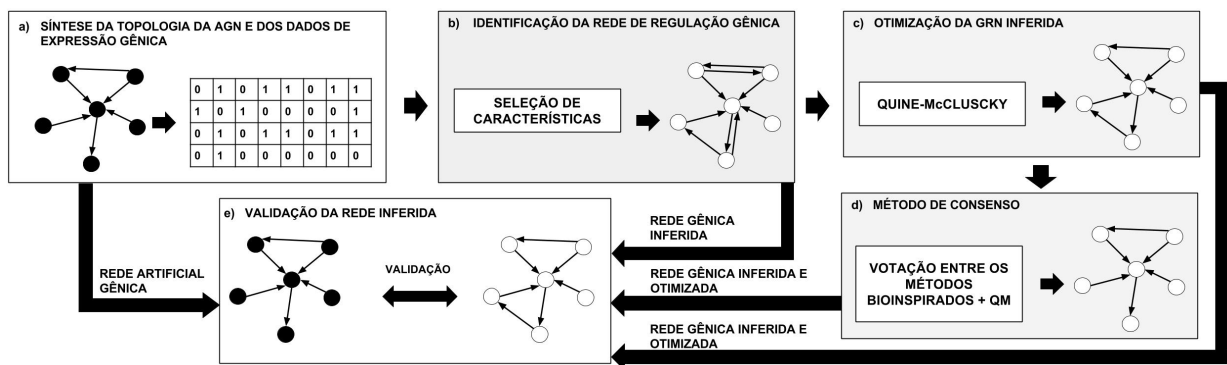 a) SÍNTESE DA TOPOLOGIA DA AGN E DOS DADOS DE
EXPRESSÃO GÊNICA
0 1 0 1 1 0 1 1
1 0 1 0 0 0 0 1
0 1 0 1 1 0 1 1
0 1 0 0 0 0 0 0
b) IDENTIFICAÇÃO DA REDE DE REGULAÇÃO GÊNICA
SELEÇÃO DE
CARACTERÍSTICAS
c) OTIMIZAÇÃO DA GRN INFERIDA
QUINE-McCLUSCKY
d) MÉTODO DE CONSENSO
VOTAÇÃO ENTRE OS
MÉTODOS
BIOINSPIRADOS + QM
e) VALIDAÇÃO DA REDE INFERIDA
VALIDAÇÃO
REDE ARTIFICIAL
GÊNICA
REDE GÊNICA
INFERIDA
REDE GÊNICA INFERIDA E
OTIMIZADA
REDE GÊNICA INFERIDA E
OTIMIZADA